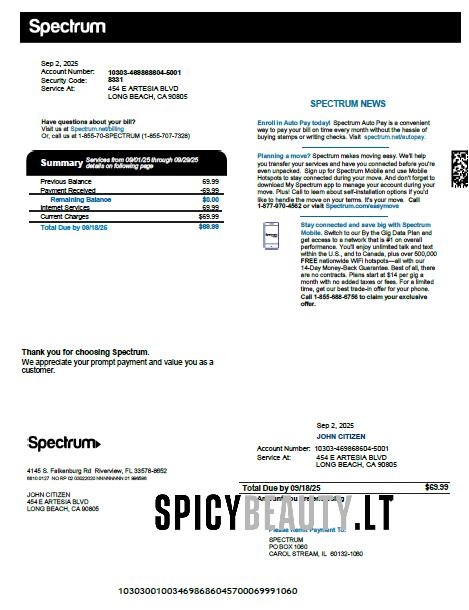 Spectrum
Sep 2, 2025
Account Number: 10303-469868604-5001
Security Code: 8331
Service At: 454 E ARTESIA BLVD
LONG BEACH, CA 90805
Have questions about your bill?
Visit us at Spectrum.net/billing
Or, call us at 1-855-70-SPECTRUM (1-855-707-7328)
Summary Services from 09/01/25 through 09/29/25
details on following page
Previous Balance 69.99
Payment Received -69.99
Remaining Balance $0.00
Internet Services 69.99
Current Charges $69.99
Total Due by 09/18/25 $69.99
SPECTRUM NEWS
Enroll in Auto Pay today! Spectrum Auto Pay is a convenient
way to pay your bill on time every month without the hassle of
buying stamps or writing checks. Visit spectrum.net/autopay.
Planning a move? Spectrum makes moving easy. We'll help
you transfer your services and have you connected before you're
even unpacked. Sign up for Spectrum Mobile and use Mobile
Hotspots to stay connected during your move. And don't forget to
download My Spectrum app to manage your account during your
move. Plus! Call to learn about self-installation options if you'd
like to handle the move on your terms. It's your move. Call
1-877-970-4562 or visit Spectrum.com/easymove
Stay connected and save big with Spectrum
Mobile. Switch to our By the Gig Data Plan and
get access to a network that is #1 on overall
performance. You'll enjoy unlimited talk and text
within the U.S., and to Canada, plus over 500,000
FREE nationwide WiFi hotspots—all with our
14-Day Money-Back Guarantee. Best of all, there
are no contracts. Plans start at $14 per gig a
month with no added taxes or fees. For a limited
time, get our best trade-in offer for your phone.
Call 1-855-688-6756 to claim your exclusive
offer.
Thank you for choosing Spectrum.
We appreciate your prompt payment and value you as a
customer.
Sep 2, 2025
JOHN CITIZEN
Account Number: 10303-469868604-5001
Service At: 454 E ARTESIA BLVD
LONG BEACH, CA 90805
Spectrum
4145 S. Falkenburg Rd Riverview, FL 33578-8652
JOHN CITIZEN
454 E ARTESIA BLVD
LONG BEACH, CA 90805
Total Due by 09/18/25 $69.99
SPICYBEAUTY.LT
Please Remit Payment To:
SPECTRUM
PO BOX 1060
CAROL STREAM, IL 60132-1060